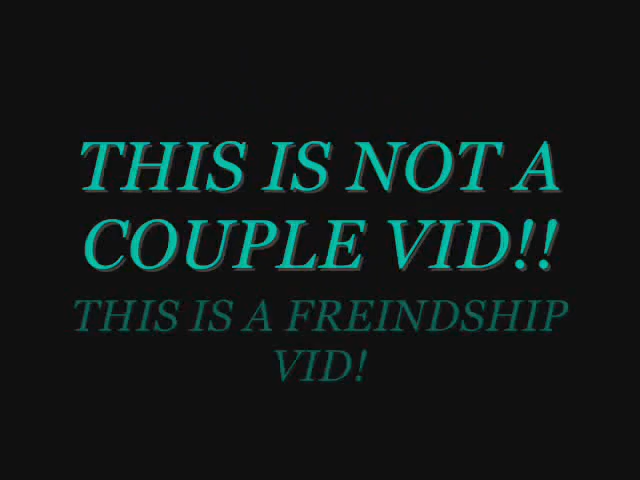 THIS IS NOT A
COUPLE VID!!
THIS IS A FREINDSHIP
VID!